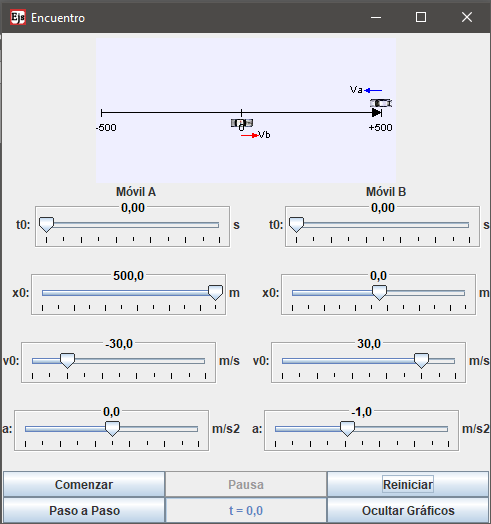 Ejs Encuentro
Va
-500 0 +500
Vb
Móvil A Móvil B
0,00 0,00
t0: s t0: s
500,0 0,0
x0: m x0: m
-30,0 30,0
v0: m/s v0: m/s
0,0 -1,0
a: m/s2 a: m/s2
Comenzar Pausa Reiniciar
Paso a Paso t = 0,0 Ocultar Gráficos